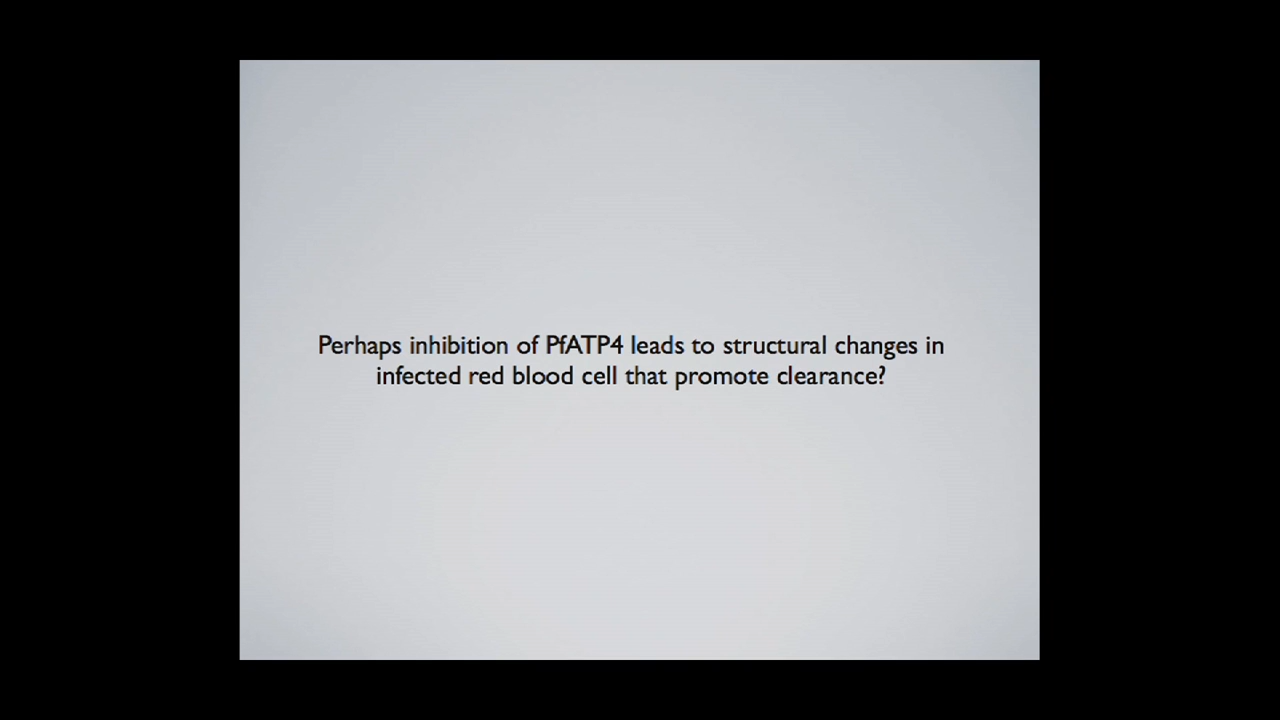 Perhaps inhibition of PfATP4 leads to structural changes in
infected red blood cell that promote clearance?